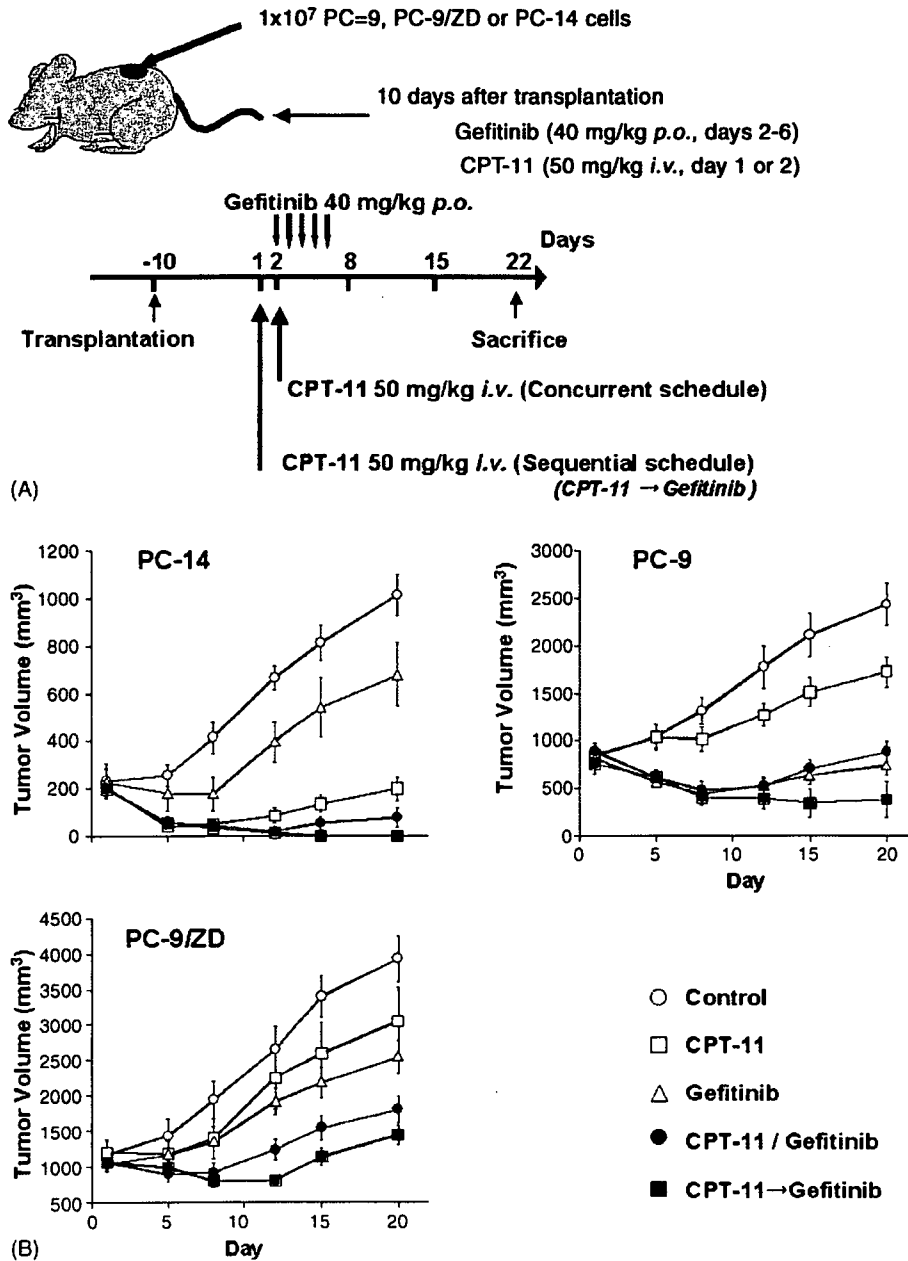 1x10⁷ PC=9, PC-9/ZD or PC-14 cells
10 days after transplantation
Gefitinib (40 mg/kg p.o., days 2-6)
CPT-11 (50 mg/kg i.v., day 1 or 2)
Gefitinib 40 mg/kg p.o.
Days
-10 1 2 8 15 22
Transplantation
Sacrifice
CPT-11 50 mg/kg i.v. (Concurrent schedule)
CPT-11 50 mg/kg i.v. (Sequential schedule)
(CPT-11 → Gefitinib)
(A)
PC-14
Tumor Volume (mm³)
1200
1000
800
600
400
200
0
PC-9
Tumor Volume (mm³)
3000
2500
2000
1500
1000
500
0
0 5 10 15 20
Day
PC-9/ZD
Tumor Volume (mm³)
4500
4000
3500
3000
2500
2000
1500
1000
500
0 5 10 15 20
Day
Control
CPT-11
Gefitinib
CPT-11 / Gefitinib
CPT-11→Gefitinib
(B)